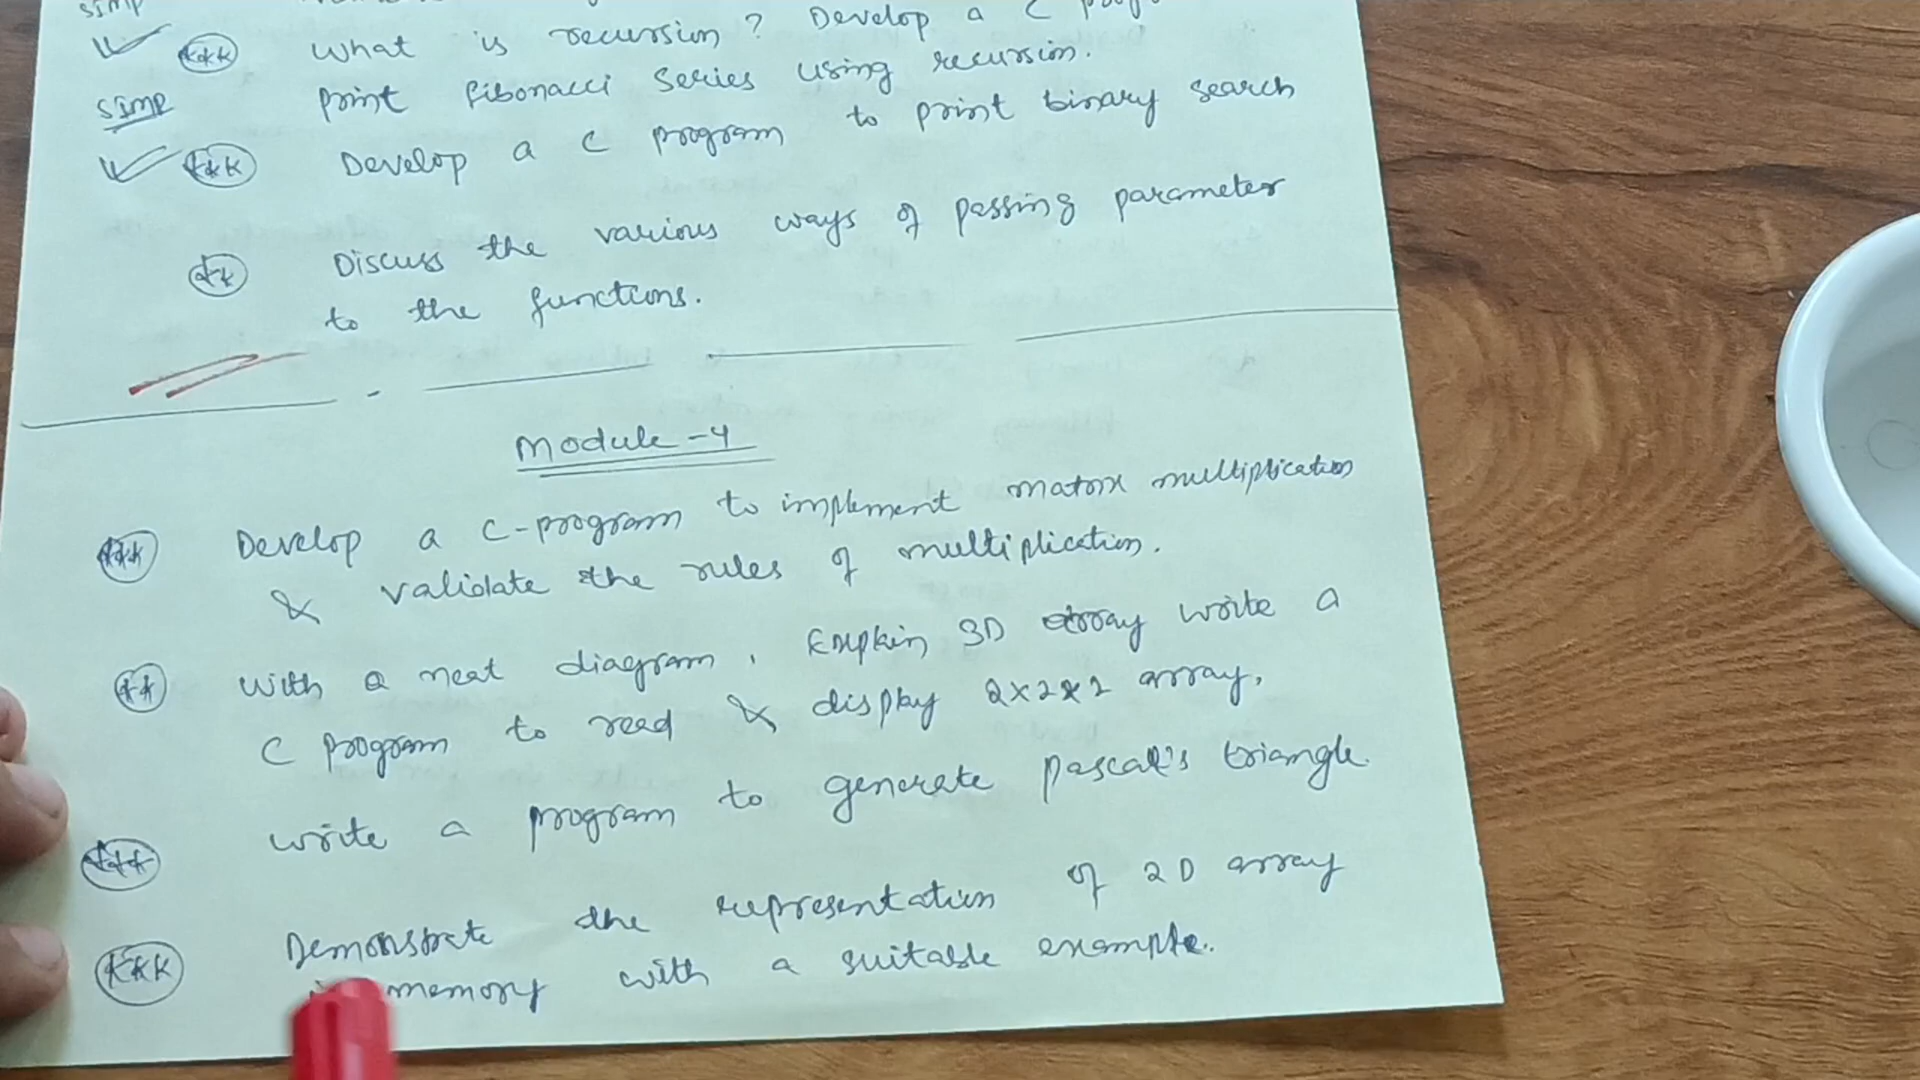 SIMP
*** What is recursion? Develop a C
SIMP print fibonacci series using recursion.
*** Develop a C program to print binary search
** Discuss the various ways of passing parameter
to the functions.
Module-4
*** Develop a C-program to implement matrix multiplication
& validate the rules of multiplication.
** With a neat diagram, Explain 3D array write a
C program to read & display 2x2x2 array.
*** write a program to generate pascal's triangle.
*** Demonstrate the representation of 2D array
memory with a suitable example.